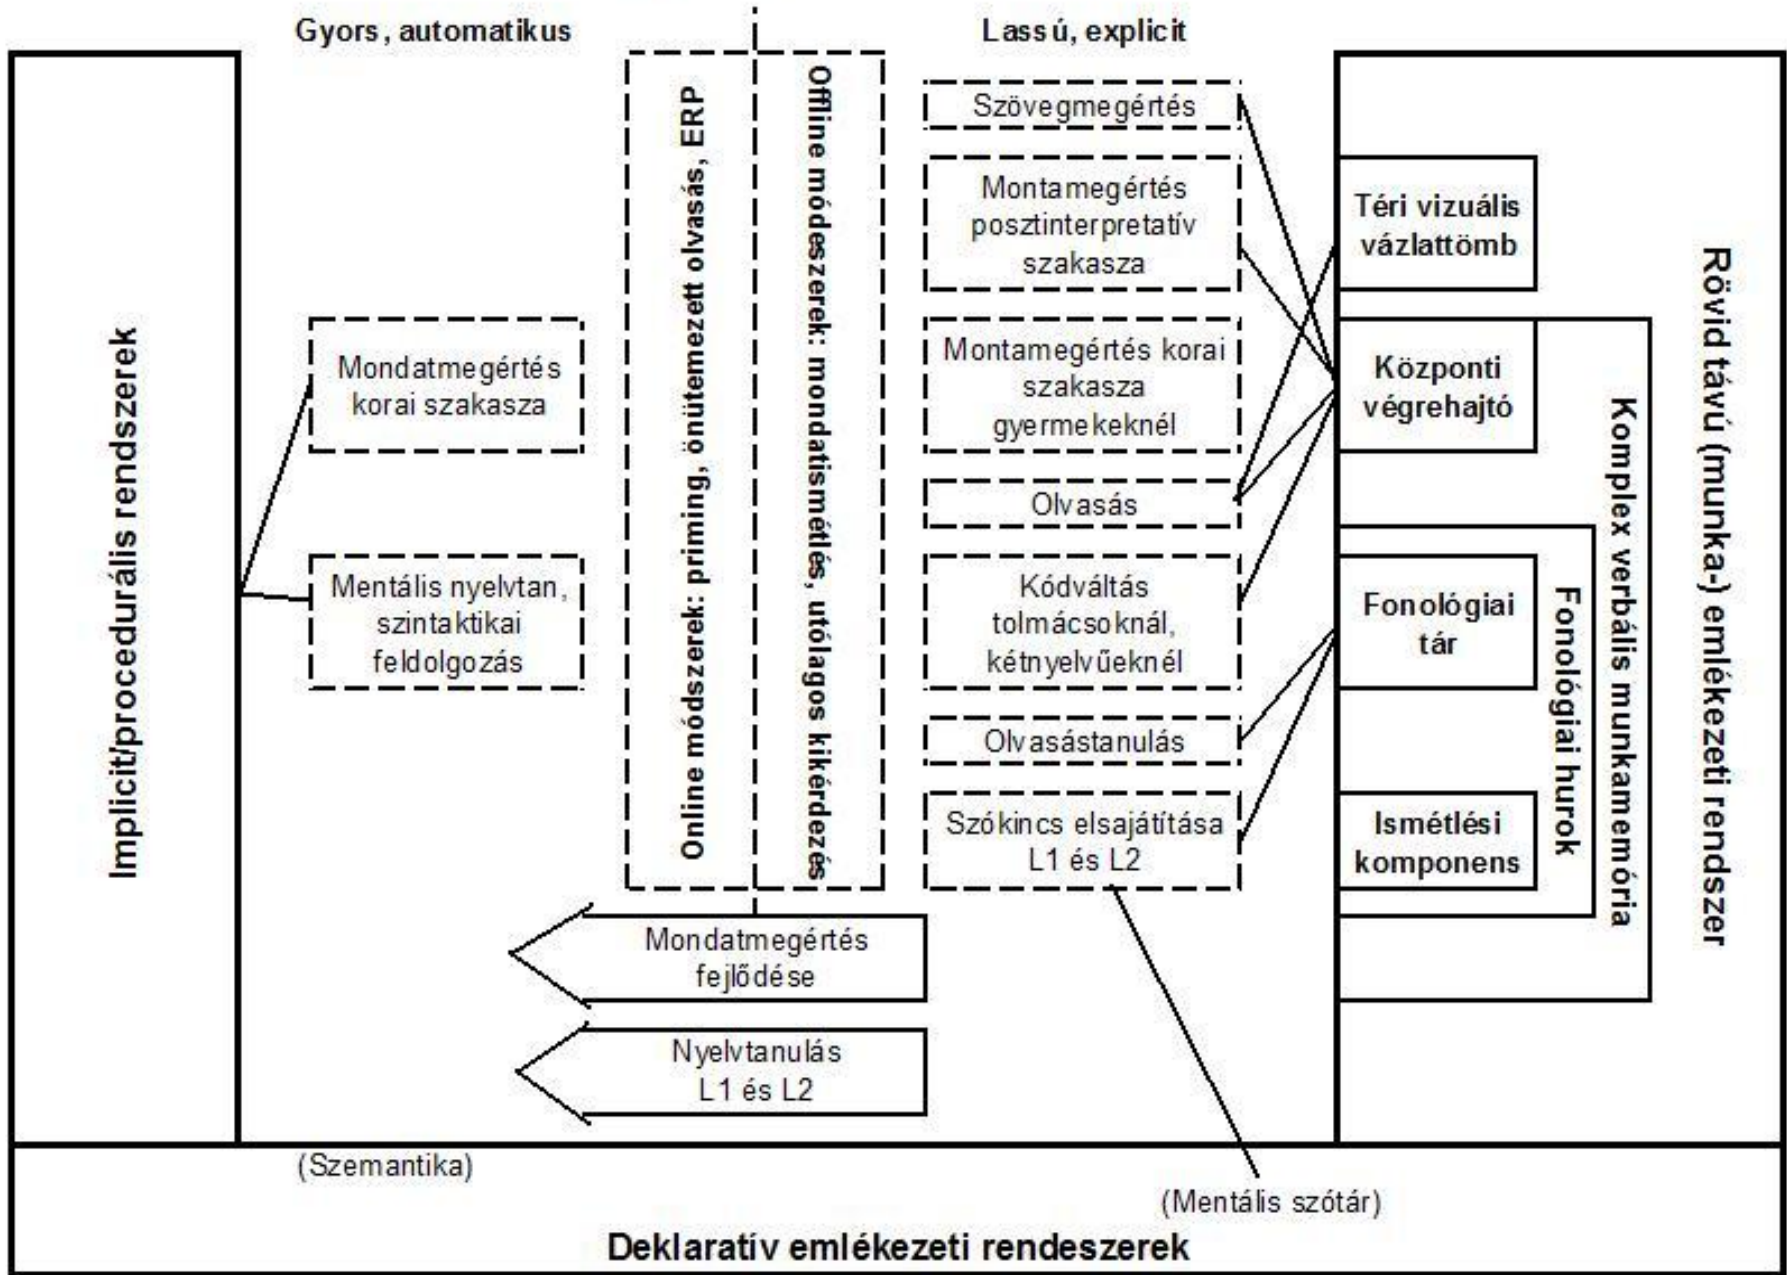 Gyors, automatikus
Lassú, explicit
Implicit/procedurális rendszerek
Mondatmegértés
korai szakasza
Mentális nyelvtan,
szintaktikai
feldolgozás
Online módszerek: priming, önütemezett olvasás, ERP
Offline módeszerek: mondatismétlés, utólagos kikérdezés
Szövegmegértés
Montamegértés
posztinterpretatív
szakasza
Montamegértés korai
szakasza
gyermekeknél
Olvasás
Kódváltás
tolmácsoknál,
kétnyelvűeknél
Olvasástanulás
Szókincs elsajátítása
L1 és L2
Téri vizuális
vázlattömb
Központi
végrehajtó
Fonológiai
tár
Ismétlési
komponens
Fonológiai hurok
Komplex verbális munkamemória
Rövid távú (munka-) emlékezeti rendszer
Mondatmegértés
fejlődése
Nyelvtanulás
L1 és L2
(Szemantika)
(Mentális szótár)
Deklaratív emlékezeti rendeszerek